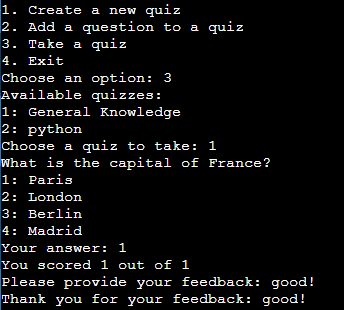 1. Create a new quiz
2. Add a question to a quiz
3. Take a quiz
4. Exit
Choose an option: 3
Available quizzes:
1: General Knowledge
2: python
Choose a quiz to take: 1
What is the capital of France?
1: Paris
2: London
3: Berlin
4: Madrid
Your answer: 1
You scored 1 out of 1
Please provide your feedback: good!
Thank you for your feedback: good!